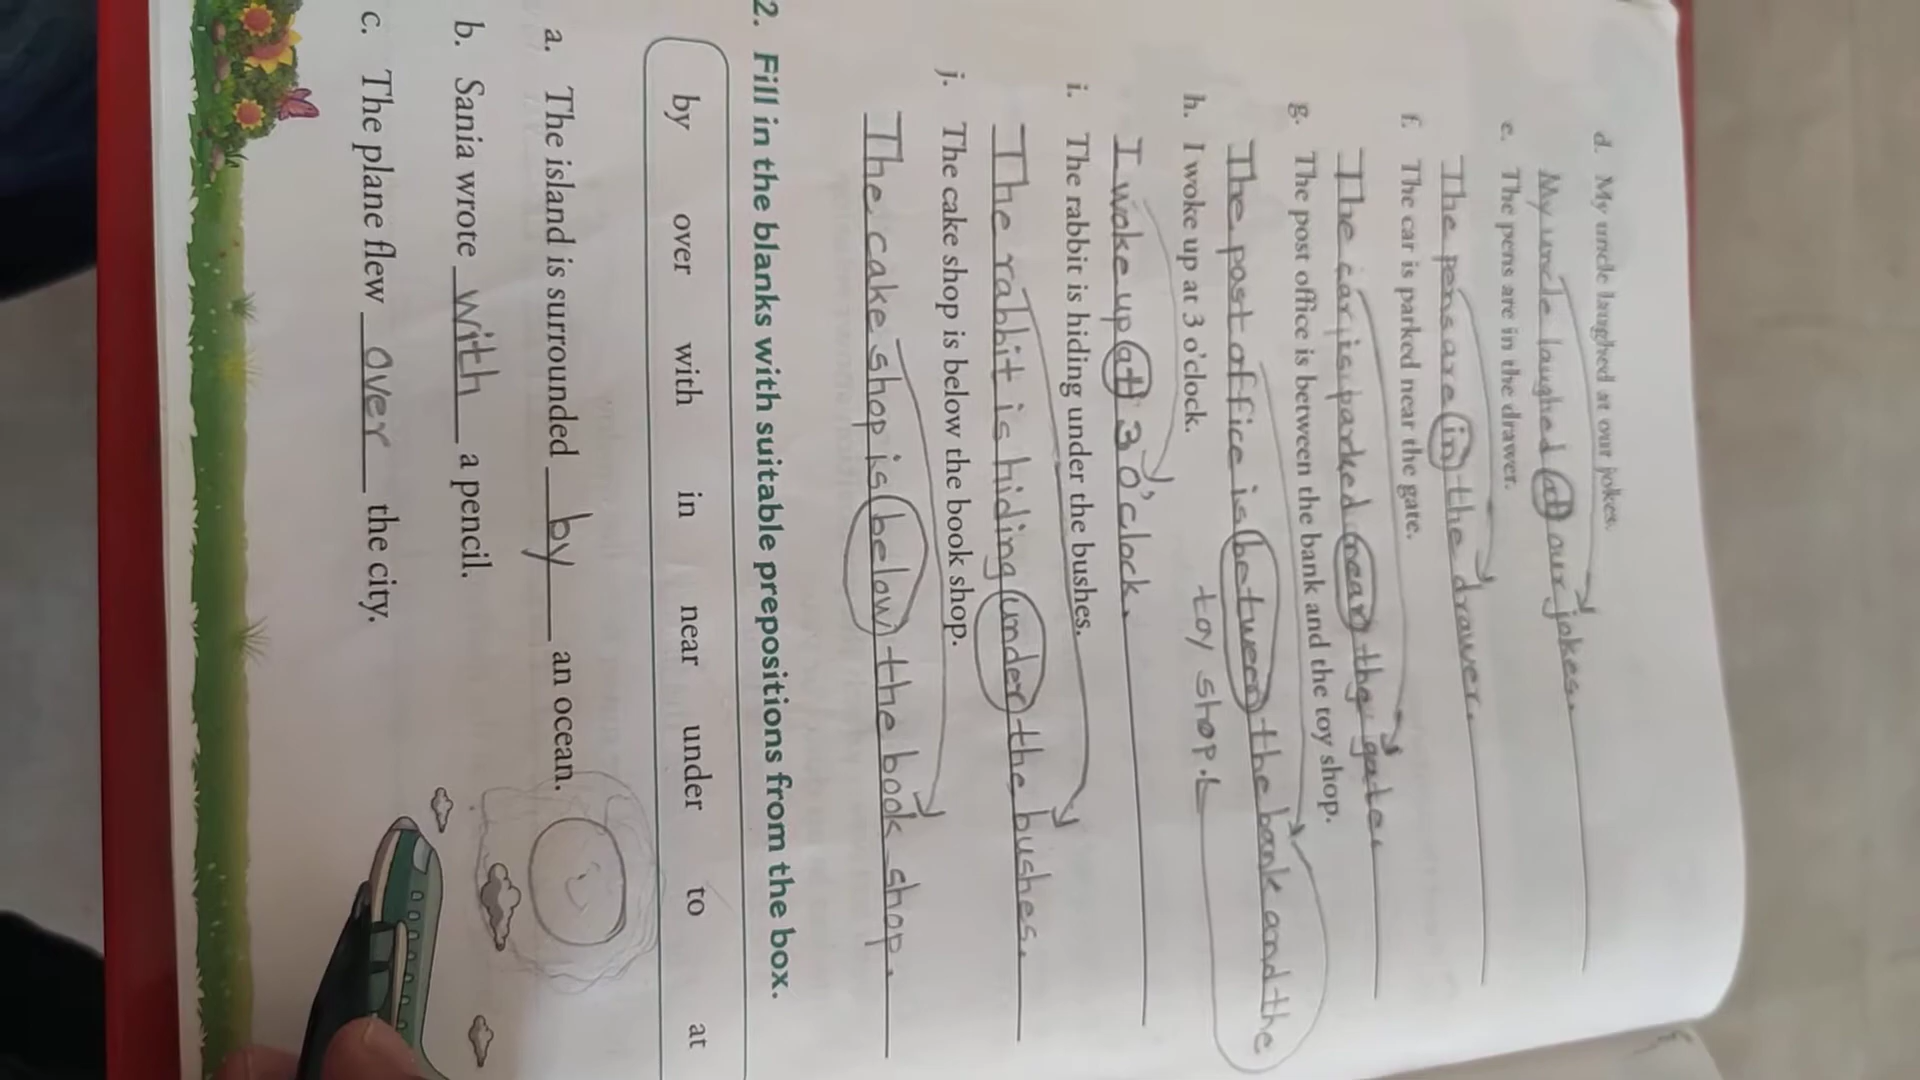 d. My uncle laughed at our jokes.
My uncle laughed at our jokes.
e. The pens are in the drawer.
The pens are in the drawer.
f. The car is parked near the gate.
The car is parked near the gate.
g. The post office is between the bank and the toy shop.
The post office is between the bank and the
toy shop.
h. I woke up at 3 o'clock.
I woke up at 3 o'clock.
i. The rabbit is hiding under the bushes.
The rabbit is hiding under the bushes.
j. The cake shop is below the book shop.
The cake shop is below the book shop.
2. Fill in the blanks with suitable prepositions from the box.
by over with in near under to at
a. The island is surrounded by an ocean.
b. Sania wrote with a pencil.
c. The plane flew over the city.